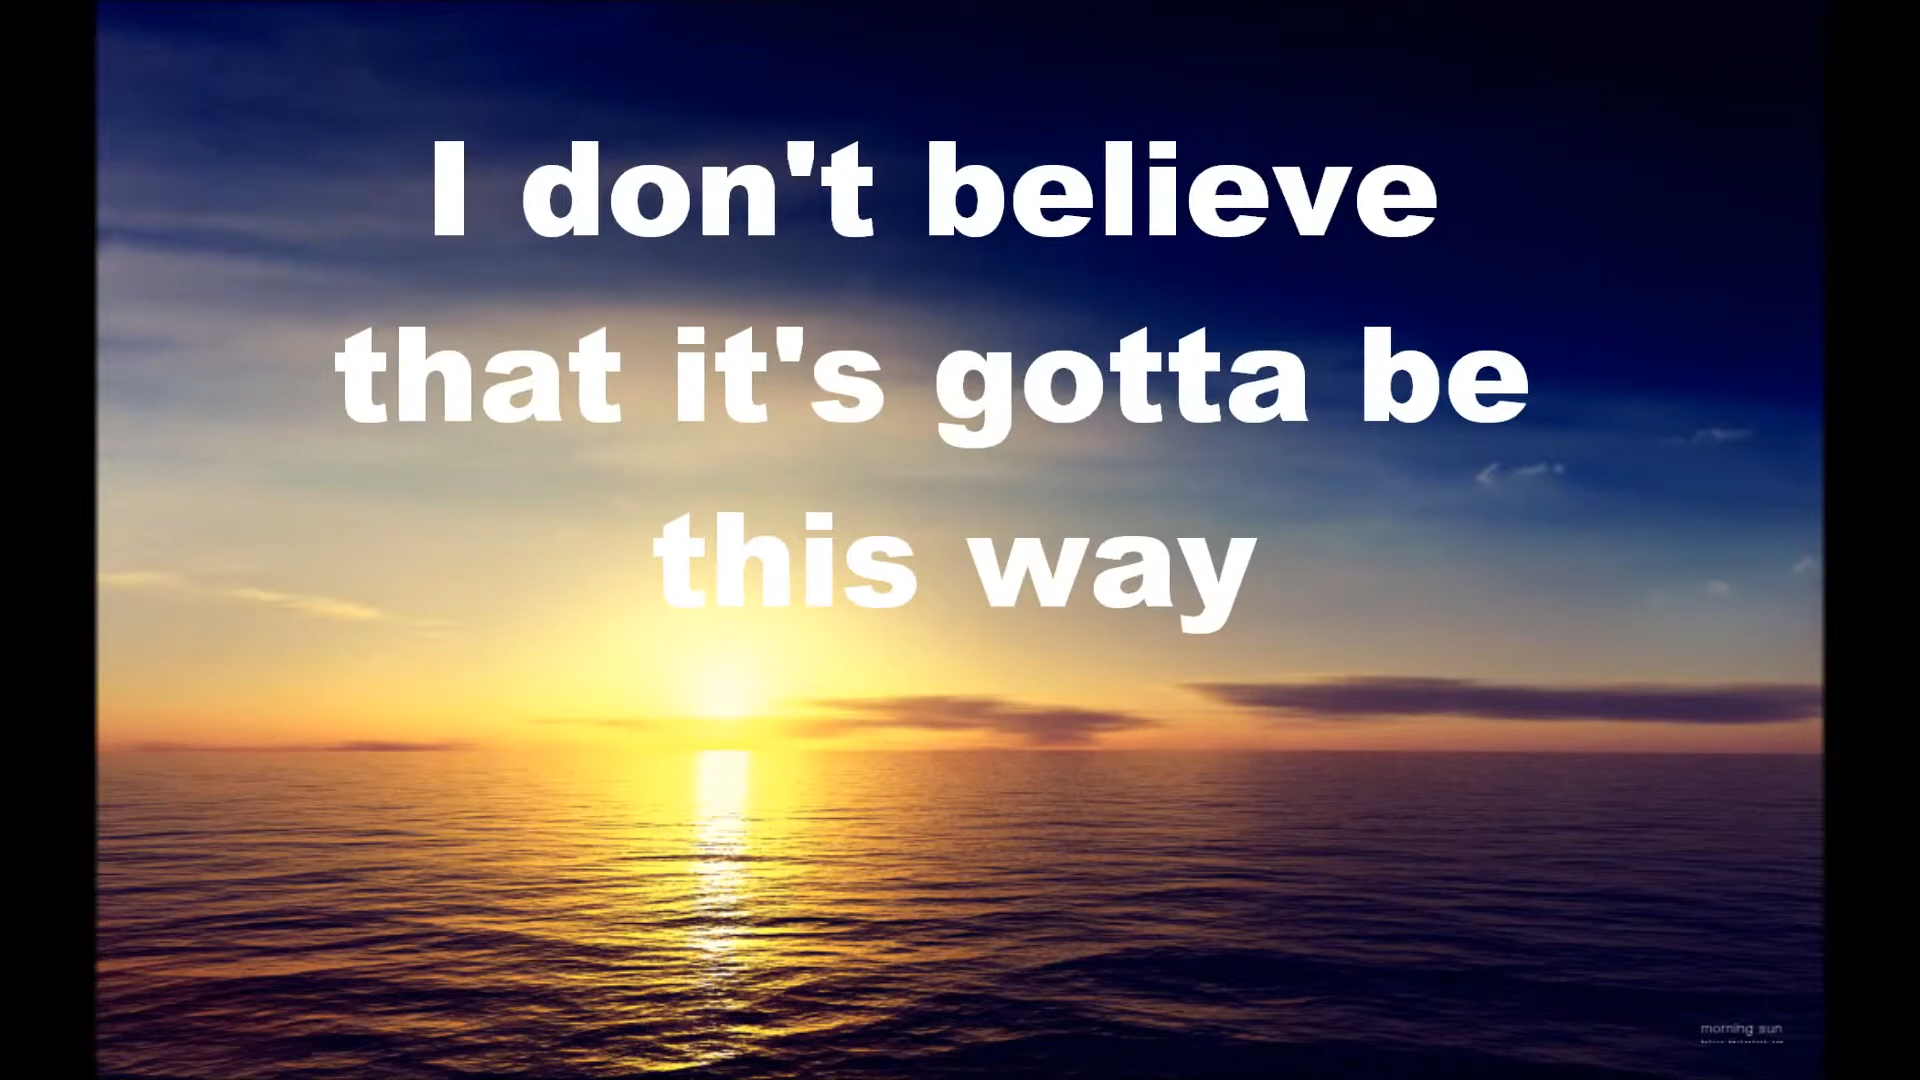 I don't believe
that it's gotta be
this way
morning sun